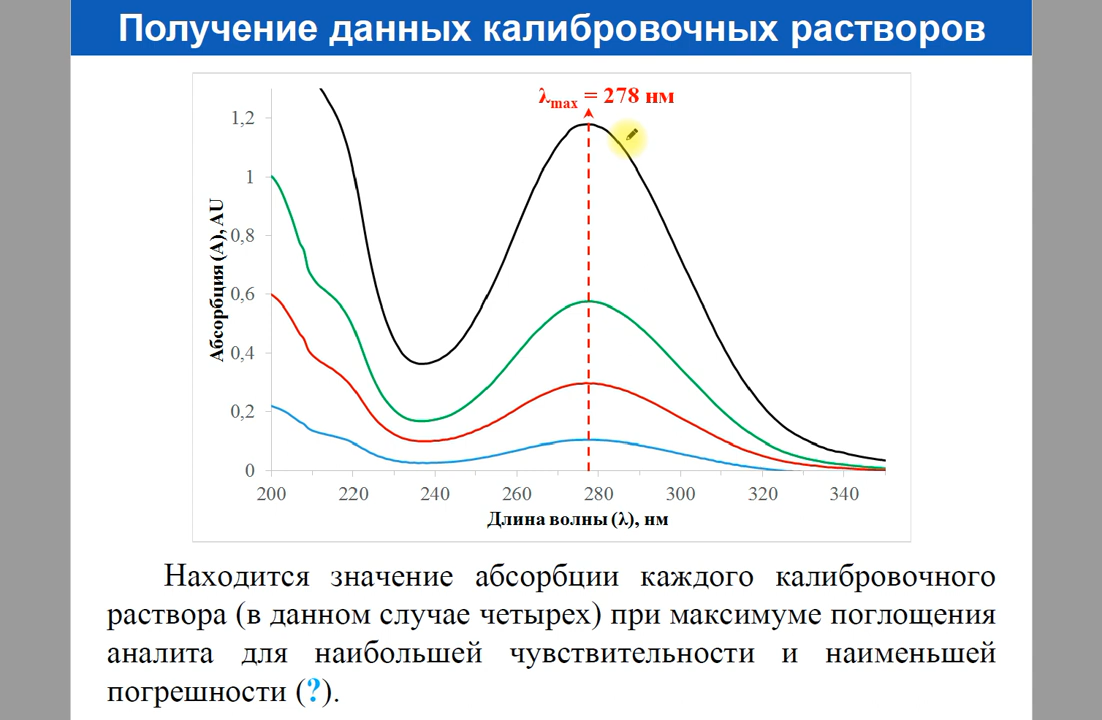 Получение данных калибровочных растворов
λmax = 278 нм
1,2
1
0,8
0,6
0,4
0,2
0
Абсорбция (А), AU
200 220 240 260 280 300 320 340
Длина волны (λ), нм
Находится значение абсорбции каждого калибровочного
раствора (в данном случае четырех) при максимуме поглощения
аналита для наибольшей чувствительности и наименьшей
погрешности (?).